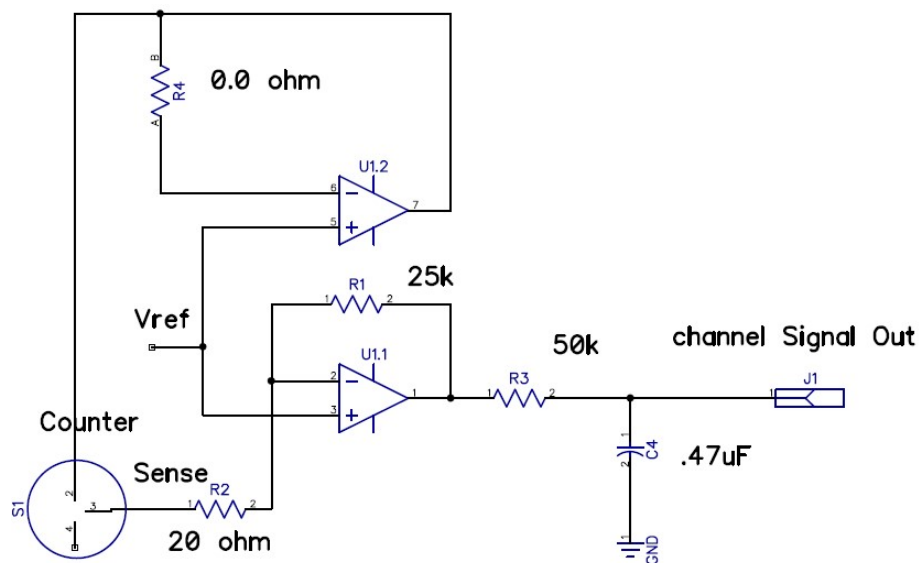 B
R4
0.0 ohm
A
U1.2
6
5
7
25k
R1
1
2
Vref
50k
channel Signal Out
U1.1
2
3
1
R3
1
2
J1
1
Counter
Sense
1
C4
.47uF
2
S1
2
3
4
R2
1
2
20 ohm
1
GND